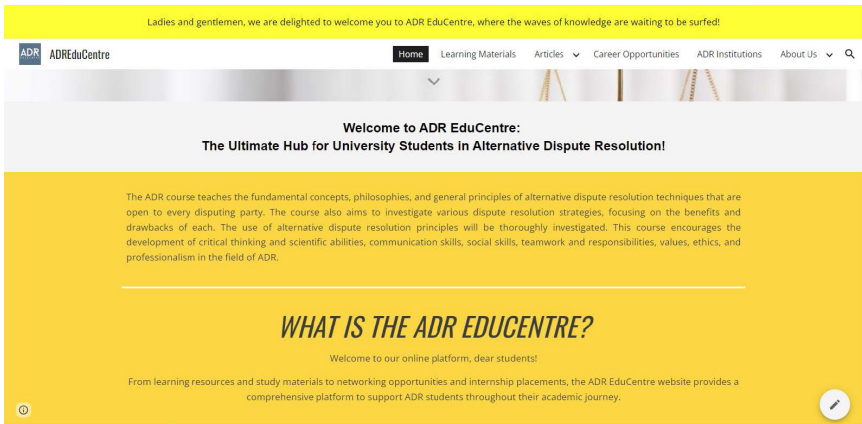 Ladies and gentlemen, we are delighted to welcome you to ADR EduCentre, where the waves of knowledge are waiting to be surfed!
ADR
ADREduCentre
Home Learning Materials Articles Career Opportunities ADR Institutions About Us
Welcome to ADR EduCentre:
The Ultimate Hub for University Students in Alternative Dispute Resolution!
The ADR course teaches the fundamental concepts, philosophies, and general principles of alternative dispute resolution techniques that are
open to every disputing party. The course also aims to investigate various dispute resolution strategies, focusing on the benefits and
drawbacks of each. The use of alternative dispute resolution principles will be thoroughly investigated. This course encourages the
development of critical thinking and scientific abilities, communication skills, social skills, teamwork and responsibilities, values, ethics, and
professionalism in the field of ADR.
WHAT IS THE ADR EDUCENTRE?
Welcome to our online platform, dear students!
From learning resources and study materials to networking opportunities and internship placements, the ADR EduCentre website provides a
comprehensive platform to support ADR students throughout their academic journey.